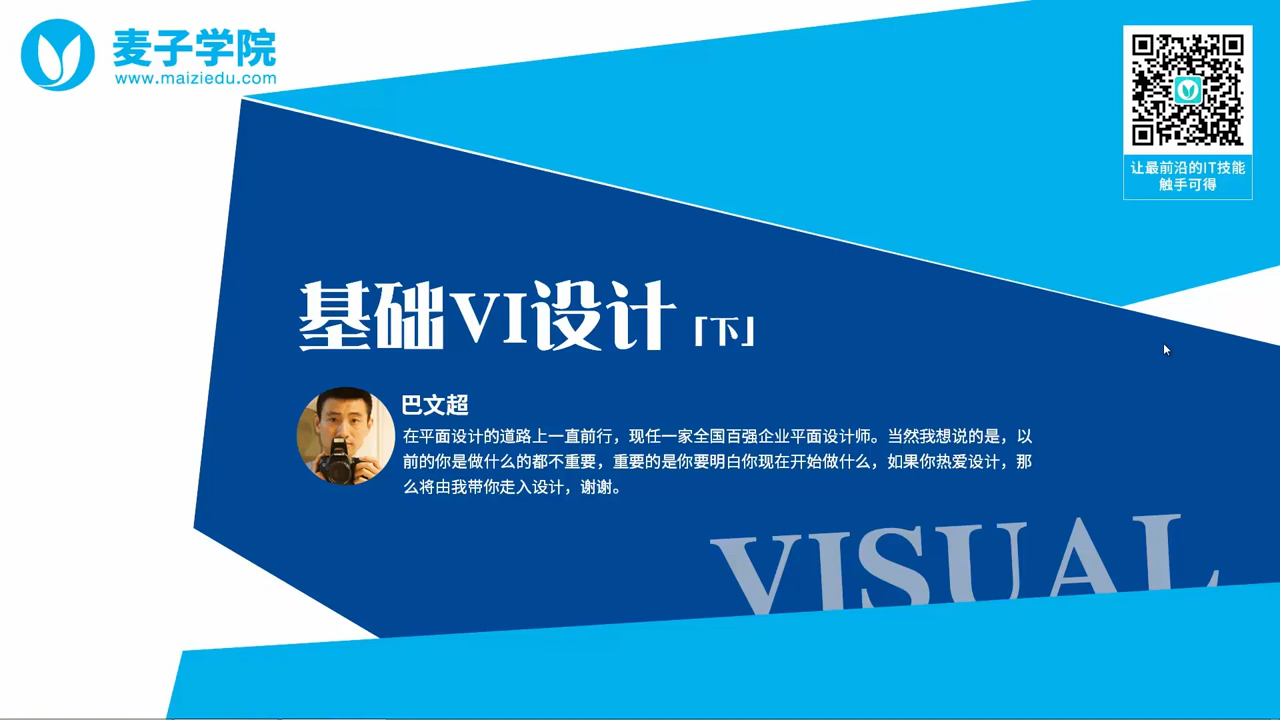 麦子学院
www.maiziedu.com
让最前沿的IT技能
触手可得
基础VI设计「下」
巴文超
在平面设计的道路上一直前行，现任一家全国百强企业平面设计师。当然我想说的是，以
前的你是做什么的都不重要，重要的是你要明白你现在开始做什么，如果你热爱设计，那
么将由我带你走入设计，谢谢。
VISUAL